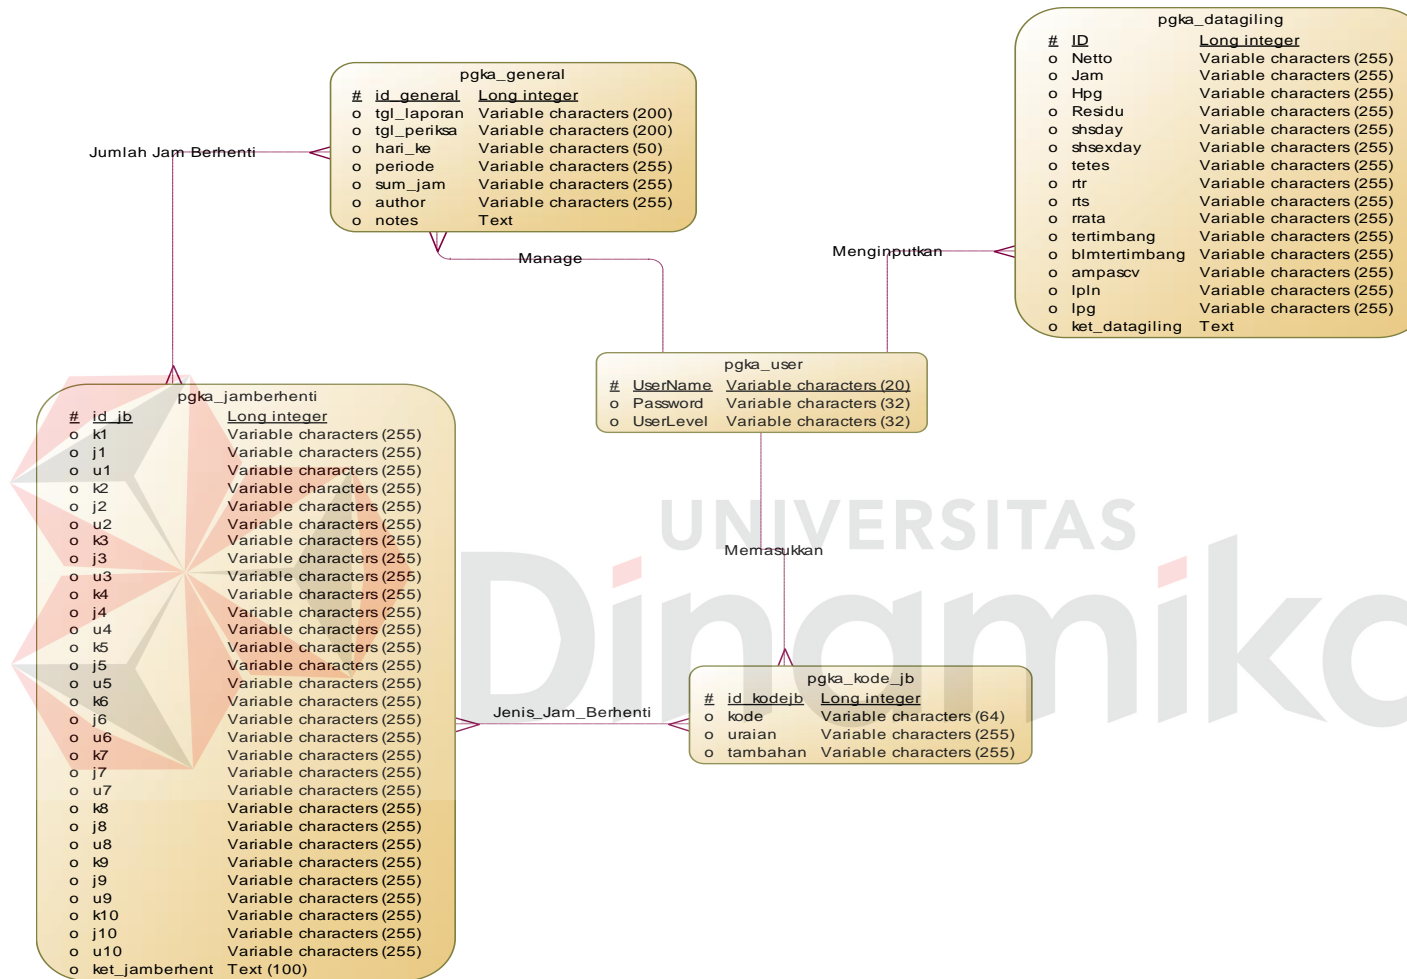 pgka_datagiling
# ID Long integer
o Netto Variable characters (255)
o Jam Variable characters (255)
o Hpg Variable characters (255)
o Residu Variable characters (255)
o shsday Variable characters (255)
o shsexday Variable characters (255)
o tetes Variable characters (255)
o rtr Variable characters (255)
o rts Variable characters (255)
o rrata Variable characters (255)
o tertimbang Variable characters (255)
o blmtertimbang Variable characters (255)
o ampascv Variable characters (255)
o lpln Variable characters (255)
o lpg Variable characters (255)
o ket_datagiling Text
pgka_general
# id_general Long integer
o tgl_laporan Variable characters (200)
o tgl_periksa Variable characters (200)
o hari_ke Variable characters (50)
o periode Variable characters (255)
o sum_jam Variable characters (255)
o author Variable characters (255)
o notes Text
Jumlah Jam Berhenti
Manage
Menginputkan
pgka_user
# UserName Variable characters (20)
o Password Variable characters (32)
o UserLevel Variable characters (32)
pgka_jamberhenti
# id_jb Long integer
o k1 Variable characters (255)
o j1 Variable characters (255)
o u1 Variable characters (255)
o k2 Variable characters (255)
o j2 Variable characters (255)
o u2 Variable characters (255)
o k3 Variable characters (255)
o j3 Variable characters (255)
o u3 Variable characters (255)
o k4 Variable characters (255)
o j4 Variable characters (255)
o u4 Variable characters (255)
o k5 Variable characters (255)
o j5 Variable characters (255)
o u5 Variable characters (255)
o k6 Variable characters (255)
o j6 Variable characters (255)
o u6 Variable characters (255)
o k7 Variable characters (255)
o j7 Variable characters (255)
o u7 Variable characters (255)
o k8 Variable characters (255)
o j8 Variable characters (255)
o u8 Variable characters (255)
o k9 Variable characters (255)
o j9 Variable characters (255)
o u9 Variable characters (255)
o k10 Variable characters (255)
o j10 Variable characters (255)
o u10 Variable characters (255)
o ket_jamberhent Text (100)
UNIVERSITAS
Dinamika
Memasukkan
Jenis_Jam_Berhenti
pgka_kode_jb
# id_kodejb Long integer
o kode Variable characters (64)
o uraian Variable characters (255)
o tambahan Variable characters (255)